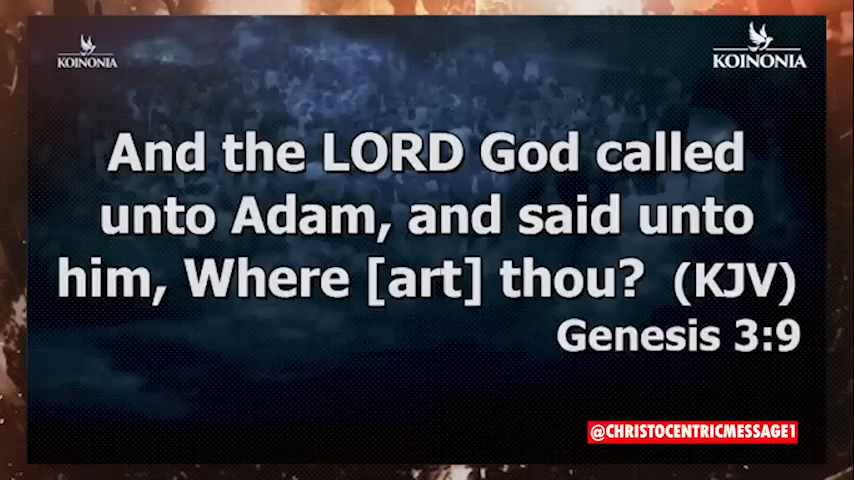 KOINONIA
KOINONIA
And the LORD God called
unto Adam, and said unto
him, Where [art] thou? (KJV)
Genesis 3:9
@CHRISTOCENTRICMESSAGE1